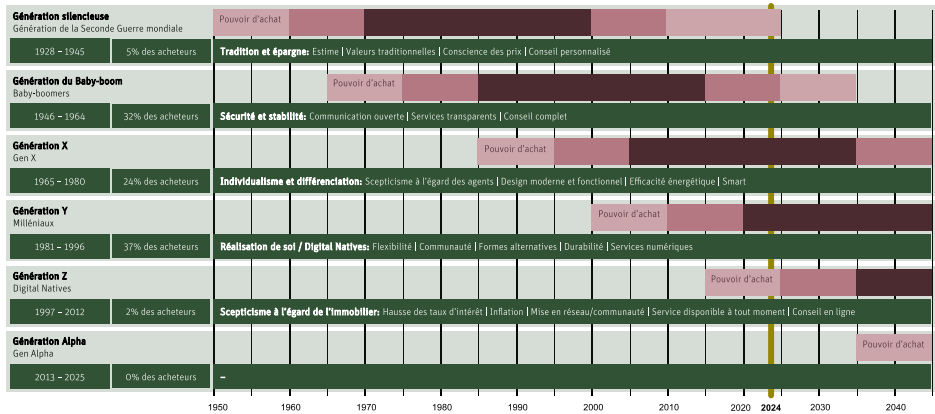 Génération silencieuse
Génération de la Seconde Guerre mondiale
Pouvoir d'achat
1928 – 1945
5% des acheteurs
Tradition et épargne: Estime | Valeurs traditionnelles | Conscience des prix | Conseil personnalisé
Génération du Baby-boom
Baby-boomers
Pouvoir d'achat
1946 – 1964
32% des acheteurs
Sécurité et stabilité: Communication ouverte | Services transparents | Conseil complet
Génération X
Gen X
Pouvoir d'achat
1965 – 1980
24% des acheteurs
Individualisme et différenciation: Scepticisme à l'égard des agents | Design moderne et fonctionnel | Efficacité énergétique | Smart
Génération Y
Milléniaux
Pouvoir d'achat
1981 – 1996
37% des acheteurs
Réalisation de soi / Digital Natives: Flexibilité | Communauté | Formes alternatives | Durabilité | Services numériques
Génération Z
Digital Natives
Pouvoir d'achat
1997 – 2012
2% des acheteurs
Scepticisme à l'égard de l'immobilier: Hausse des taux d'intérêt | Inflation | Mise en réseau/communauté | Service disponible à tout moment | Conseil en ligne
Génération Alpha
Gen Alpha
Pouvoir d'achat
2013 – 2025
0% des acheteurs
–
1950 1960 1970 1980 1990 2000 2010 2020 2024 2030 2040